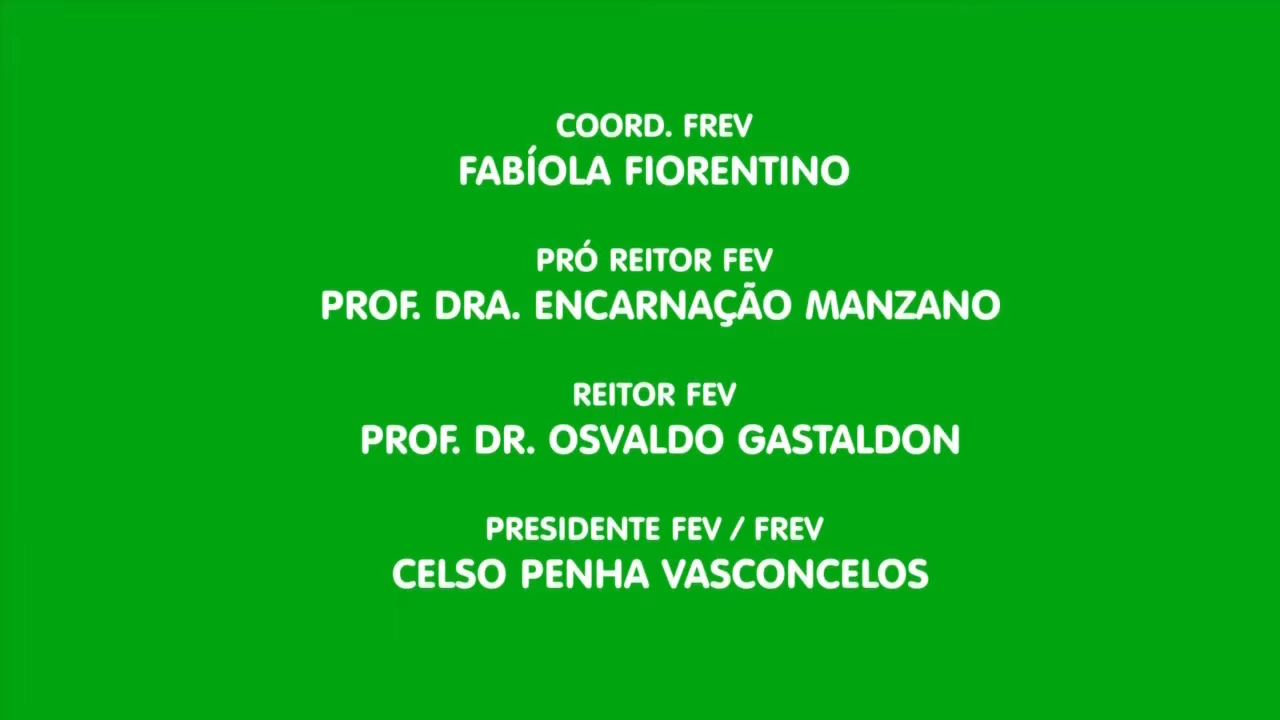 COORD. FREV
FABÍOLA FIORENTINO
PRÓ REITOR FEV
PROF. DRA. ENCARNAÇÃO MANZANO
REITOR FEV
PROF. DR. OSVALDO GASTALDON
PRESIDENTE FEV / FREV
CELSO PENHA VASCONCELOS